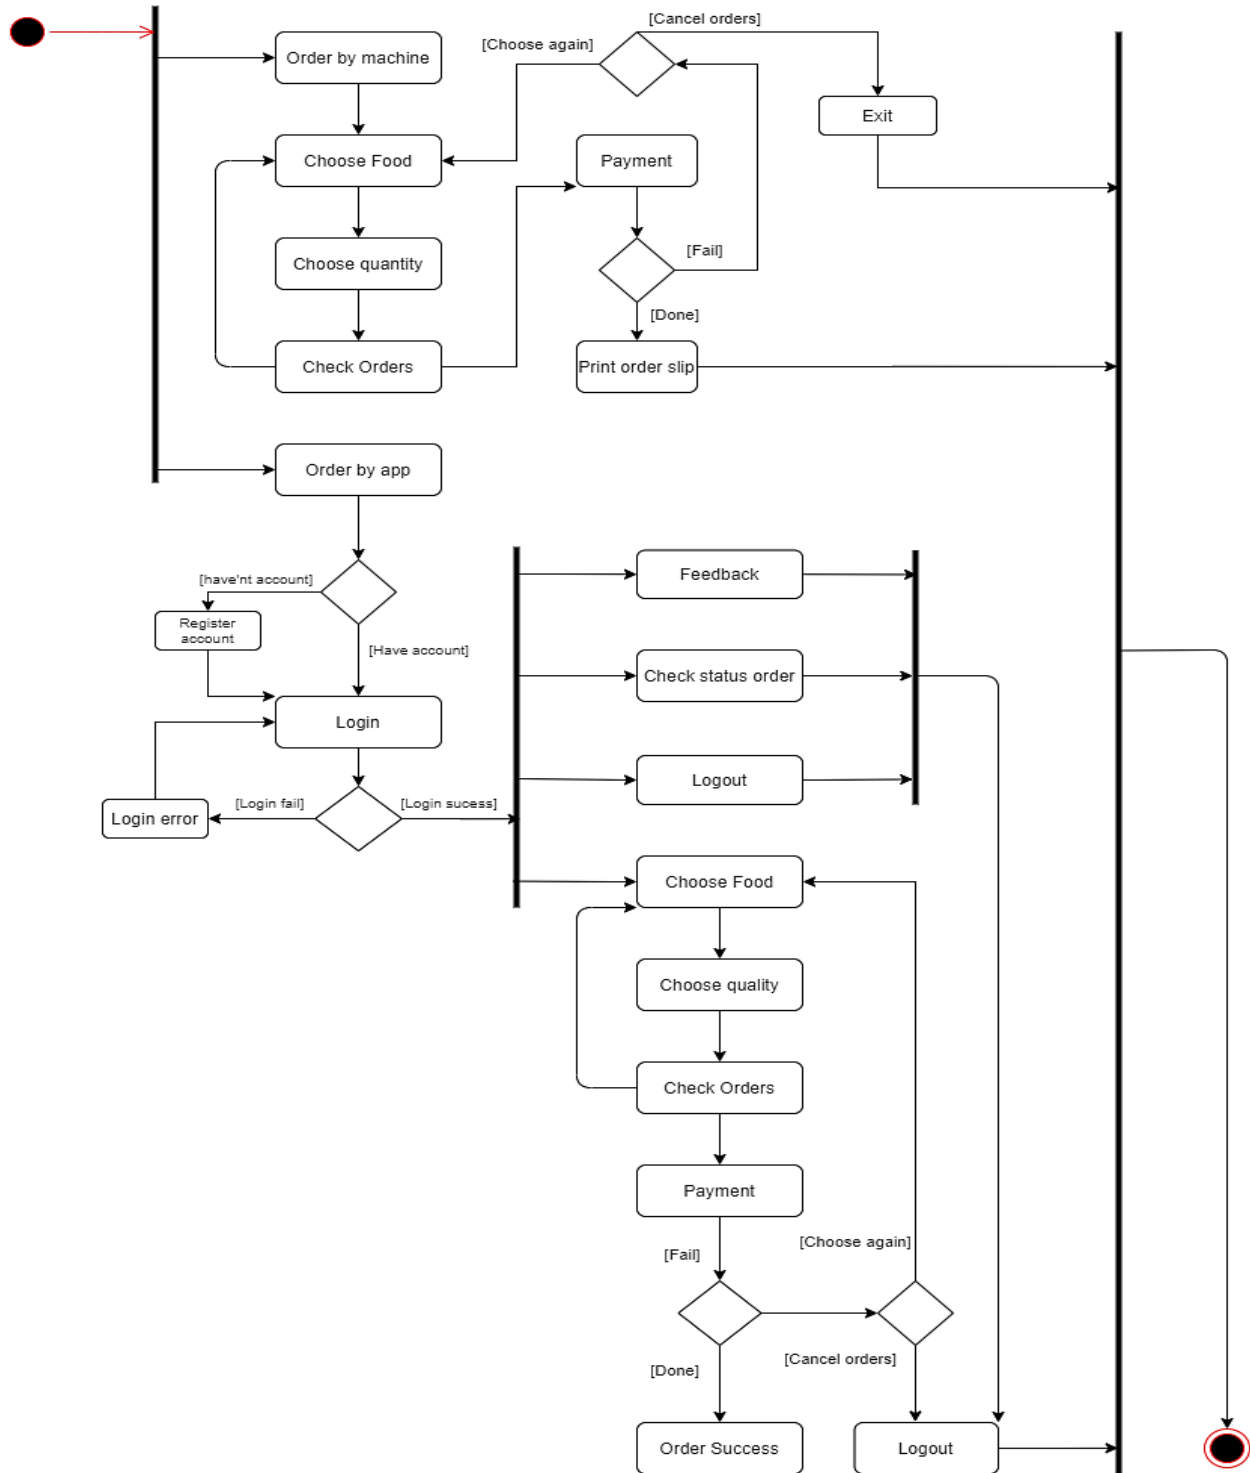 [Cancel orders]
[Choose again]
Order by machine
Exit
Choose Food
Payment
Choose quantity
[Fail]
[Done]
Check Orders
Print order slip
Order by app
[have'nt account]
Register
account
[Have account]
Login
[Login fail]
[Login sucess]
Login error
Feedback
Check status order
Logout
Choose Food
Choose quality
Check Orders
Payment
[Choose again]
[Fail]
[Cancel orders]
[Done]
Order Success
Logout